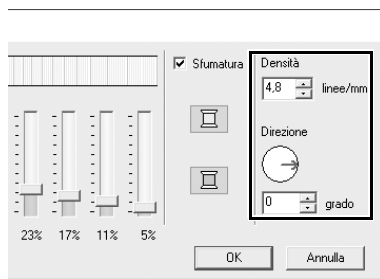 Sfumatura
Densità
4,8 linee/mm
Direzione
0 grado
23% 17% 11% 5%
OK Annulla